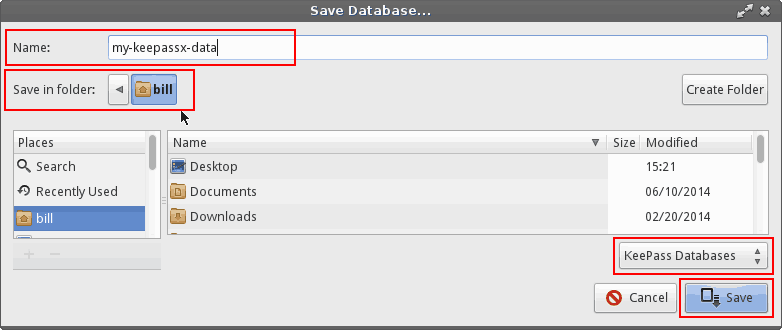 Save Database...
Name: my-keepassx-data
Save in folder: bill Create Folder
Places Name Size Modified
Search Desktop 15:21
Recently Used Documents 06/10/2014
bill Downloads 02/20/2014
KeePass Databases
Cancel Save